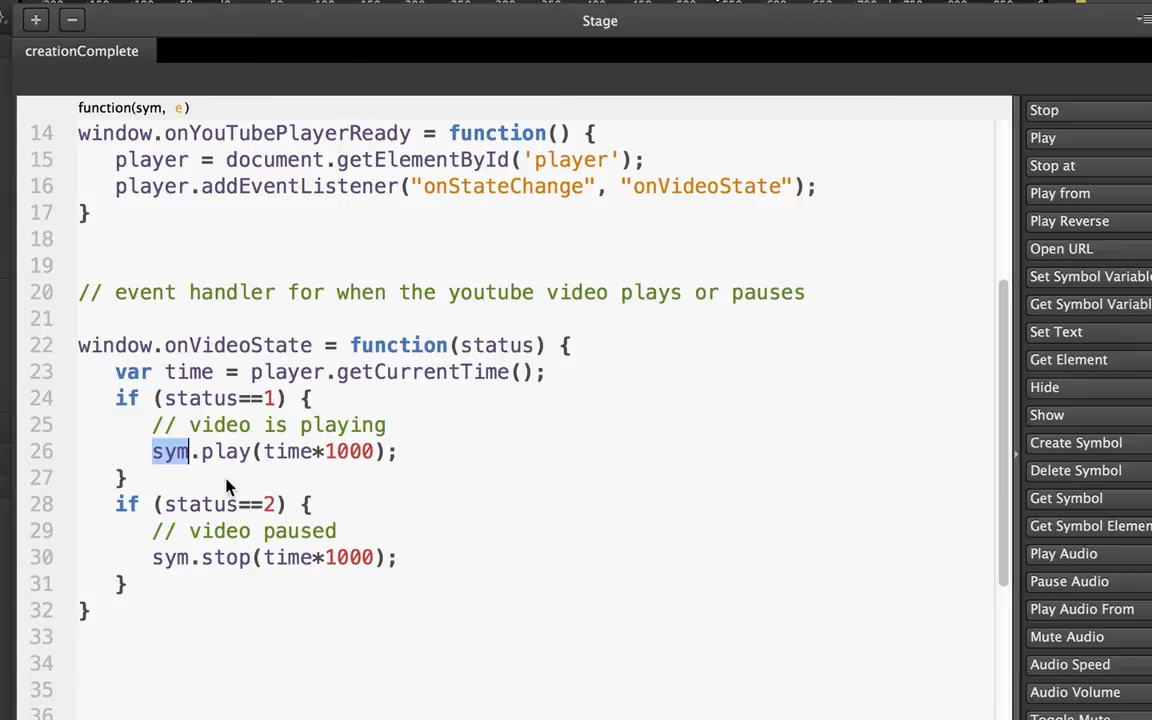 Stage
creationComplete
function(sym, e )
14 window.onYouTubePlayerReady = function() {
15 player = document.getElementById('player');
16 player.addEventListener("onStateChange", "onVideoState");
17 }
18
19
20 // event handler for when the youtube video plays or pauses
21
22 window.onVideoState = function(status) {
23 var time = player.getCurrentTime();
24 if (status==1) {
25 // video is playing
26 sym.play(time*1000);
27 }
28 if (status==2) {
29 // video paused
30 sym.stop(time*1000);
31 }
32 }
33
34
35
36
Stop
Play
Stop at
Play from
Play Reverse
Open URL
Set Symbol Variabl
Get Symbol Variabl
Set Text
Get Element
Hide
Show
Create Symbol
Delete Symbol
Get Symbol
Get Symbol Elemen
Play Audio
Pause Audio
Play Audio From
Mute Audio
Audio Speed
Audio Volume
Toggle Mute